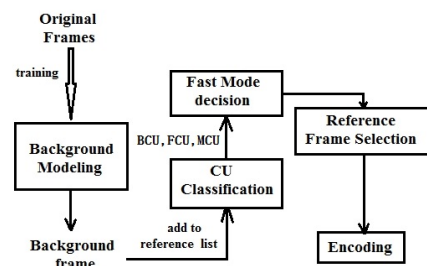 Original
Frames
training
Background
Modeling
Background
frame
add to
reference list
CU
Classification
BCU,FCU,MCU
Fast Mode
decision
Reference
Frame Selection
Encoding